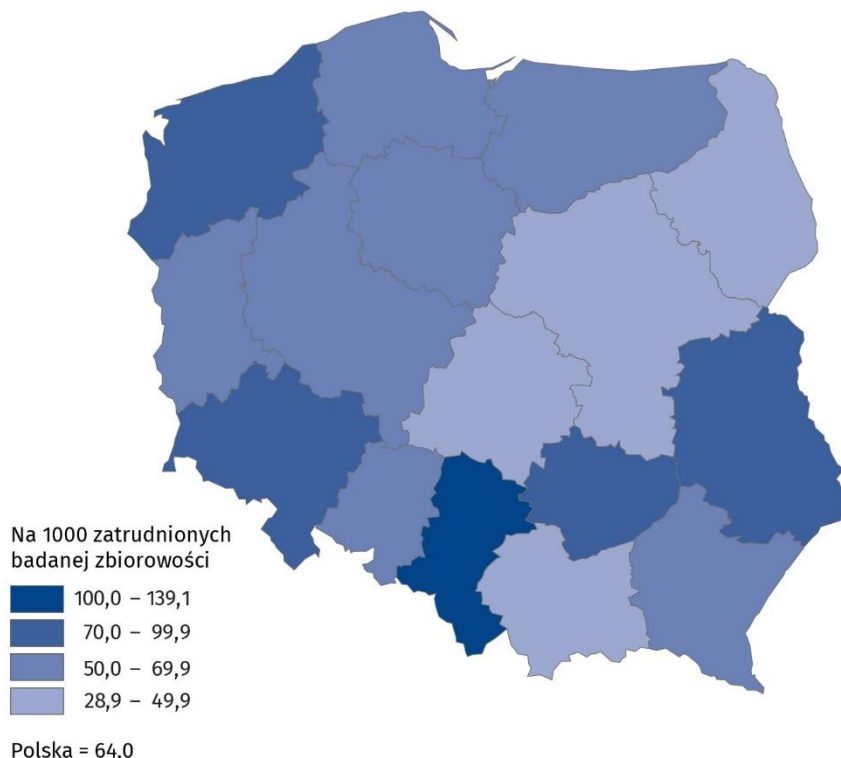 Na 1000 zatrudnionych
badanej zbiorowości
100,0 – 139,1
70,0 – 99,9
50,0 – 69,9
28,9 – 49,9
Polska = 64,0